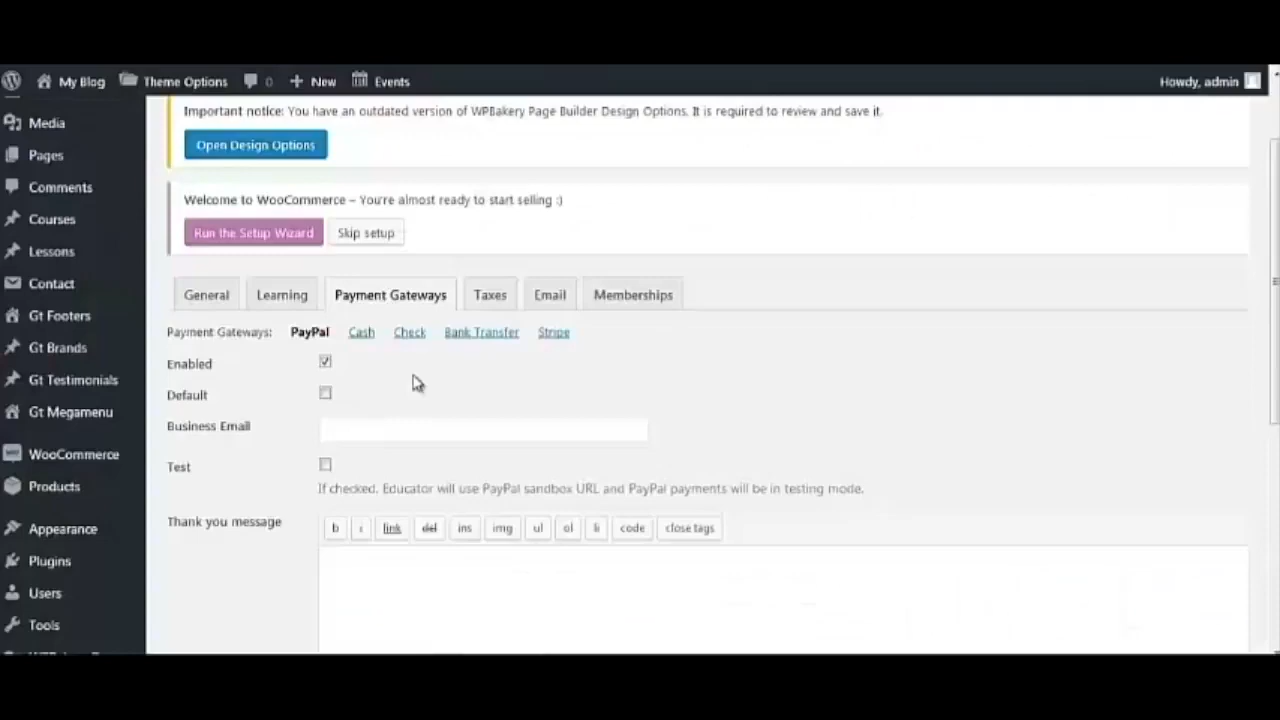 My Blog Theme Options 0 New Events Howdy, admin
Media
Pages
Comments
Courses
Lessons
Contact
Gt Footers
Gt Brands
Gt Testimonials
Gt Megamenu
WooCommerce
Products
Appearance
Plugins
Users
Tools
Important notice: You have an outdated version of WPBakery Page Builder Design Options. It is required to review and save it.
Open Design Options
Welcome to WooCommerce – You're almost ready to start selling :)
Run the Setup Wizard Skip setup
General Learning Payment Gateways Taxes Email Memberships
Payment Gateways: PayPal Cash Check Bank Transfer Stripe
Enabled
Default
Business Email
Test
If checked. Educator will use PayPal sandbox URL and PayPal payments will be in testing mode.
Thank you message
b i link del ins img ul ol li code close tags